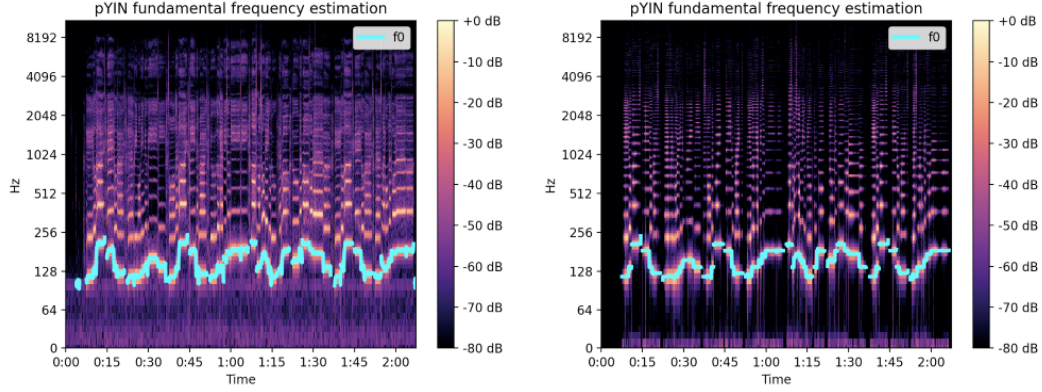 pYIN fundamental frequency estimation
f0
8192
4096
2048
1024
512
256
128
64
0
Hz
0:00 0:15 0:30 0:45 1:00 1:15 1:30 1:45 2:00
Time
+0 dB
-10 dB
-20 dB
-30 dB
-40 dB
-50 dB
-60 dB
-70 dB
-80 dB
pYIN fundamental frequency estimation
f0
8192
4096
2048
1024
512
256
128
64
0
Hz
0:00 0:15 0:30 0:45 1:00 1:15 1:30 1:45 2:00
Time
+0 dB
-10 dB
-20 dB
-30 dB
-40 dB
-50 dB
-60 dB
-70 dB
-80 dB